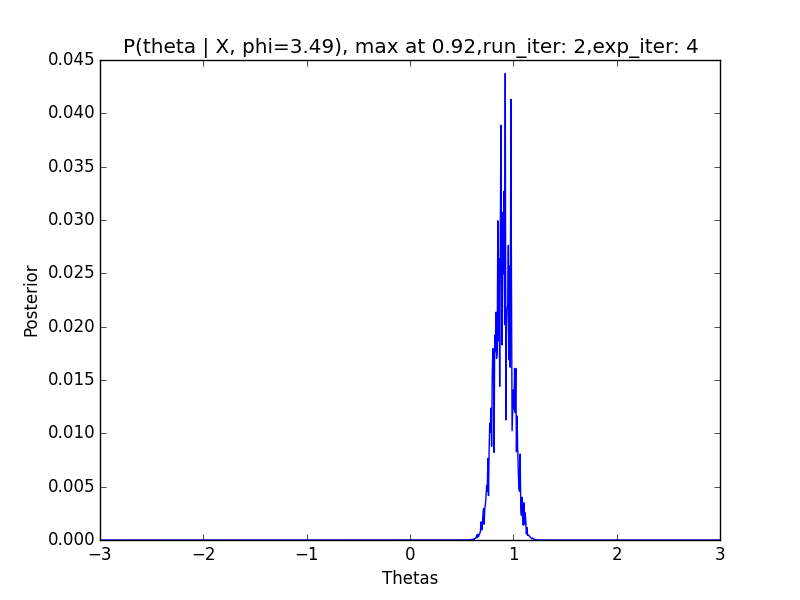 P(theta | X, phi=3.49), max at 0.92,run_iter: 2,exp_iter: 4
0.045
0.040
0.035
0.030
0.025
0.020
0.015
0.010
0.005
0.000
Posterior
−3 −2 −1 0 1 2 3
Thetas